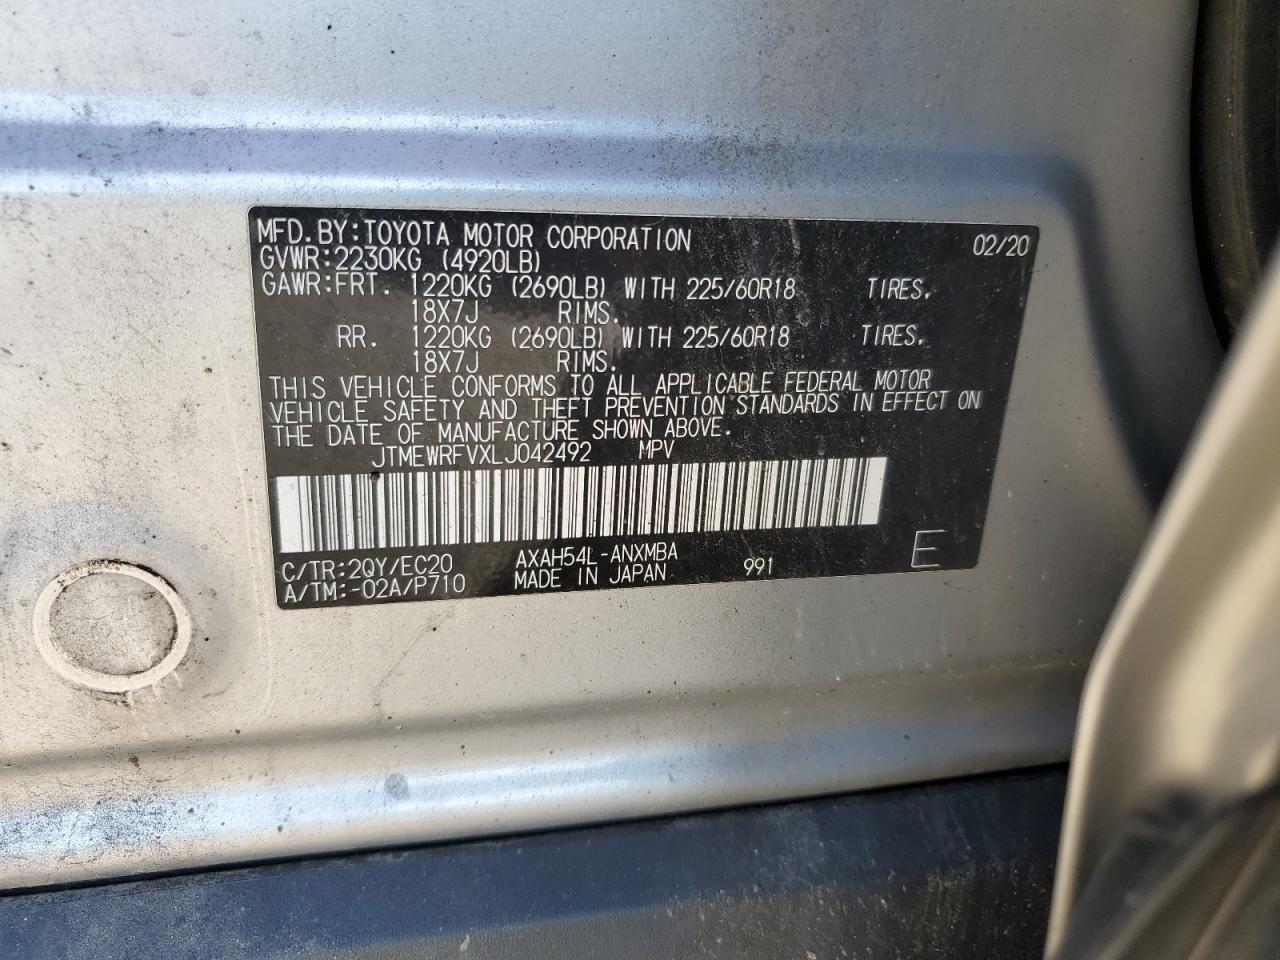 MFD.BY:TOYOTA MOTOR CORPORATION 02/20
GVWR:2230KG (4920LB)
GAWR:FRT. 1220KG (2690LB) WITH 225/60R18 TIRES.
18X7J RIMS.
RR. 1220KG (2690LB) WITH 225/60R18 TIRES.
18X7J RIMS.
THIS VEHICLE CONFORMS TO ALL APPLICABLE FEDERAL MOTOR
VEHICLE SAFETY AND THEFT PREVENTION STANDARDS IN EFFECT ON
THE DATE OF MANUFACTURE SHOWN ABOVE.
JTMEWRFVXLJ042492 MPV
C/TR:2QY/EC20 AXAH54L-ANXMBA
A/TM:-02A/P710 MADE IN JAPAN 991 E